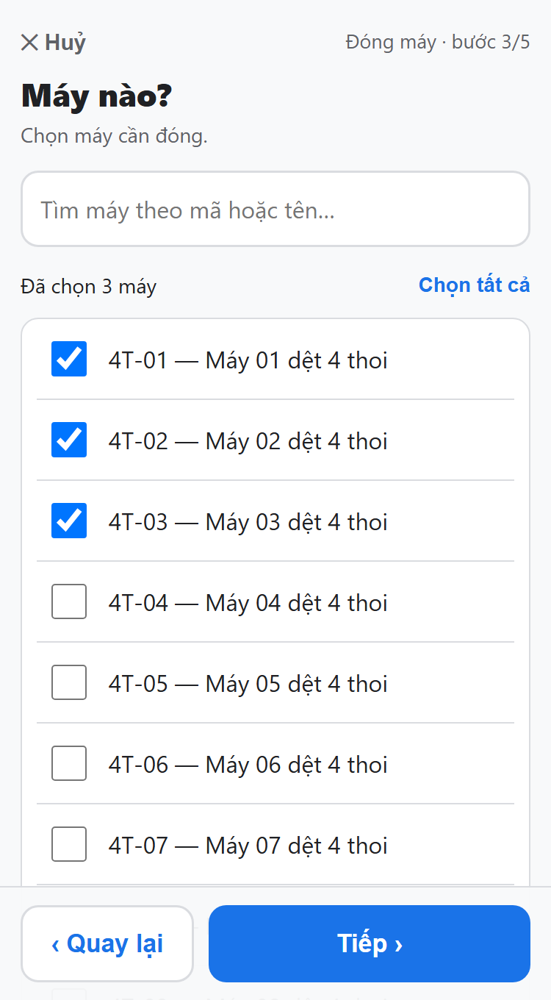 ✕ Huỷ
Đóng máy · bước 3/5
Máy nào?
Chọn máy cần đóng.
Tìm máy theo mã hoặc tên...
Đã chọn 3 máy
Chọn tất cả
4T-01 — Máy 01 dệt 4 thoi
4T-02 — Máy 02 dệt 4 thoi
4T-03 — Máy 03 dệt 4 thoi
4T-04 — Máy 04 dệt 4 thoi
4T-05 — Máy 05 dệt 4 thoi
4T-06 — Máy 06 dệt 4 thoi
4T-07 — Máy 07 dệt 4 thoi
‹ Quay lại
Tiếp ›